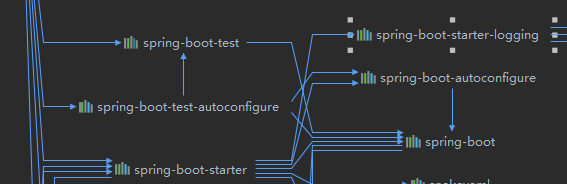 spring-boot-starter-logging
spring-boot-test
spring-boot-autoconfigure
spring-boot-test-autoconfigure
spring-boot
spring-boot-starter